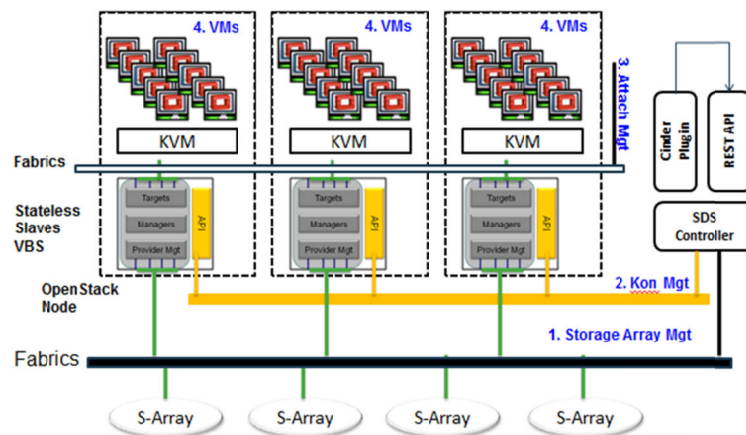 4. VMs
4. VMs
4. VMs
3. Attach Mgt
KVM
KVM
KVM
Cinder
Plugin
REST API
Fabrics
Stateless
Slaves
VBS
Targets
Managers
Provider Mgt
API
Targets
Managers
Provider Mgt
API
Targets
Managers
Provider Mgt
API
SDS
Controller
OpenStack
Node
2. Kon Mgt
1. Storage Array Mgt
Fabrics
S-Array
S-Array
S-Array
S-Array